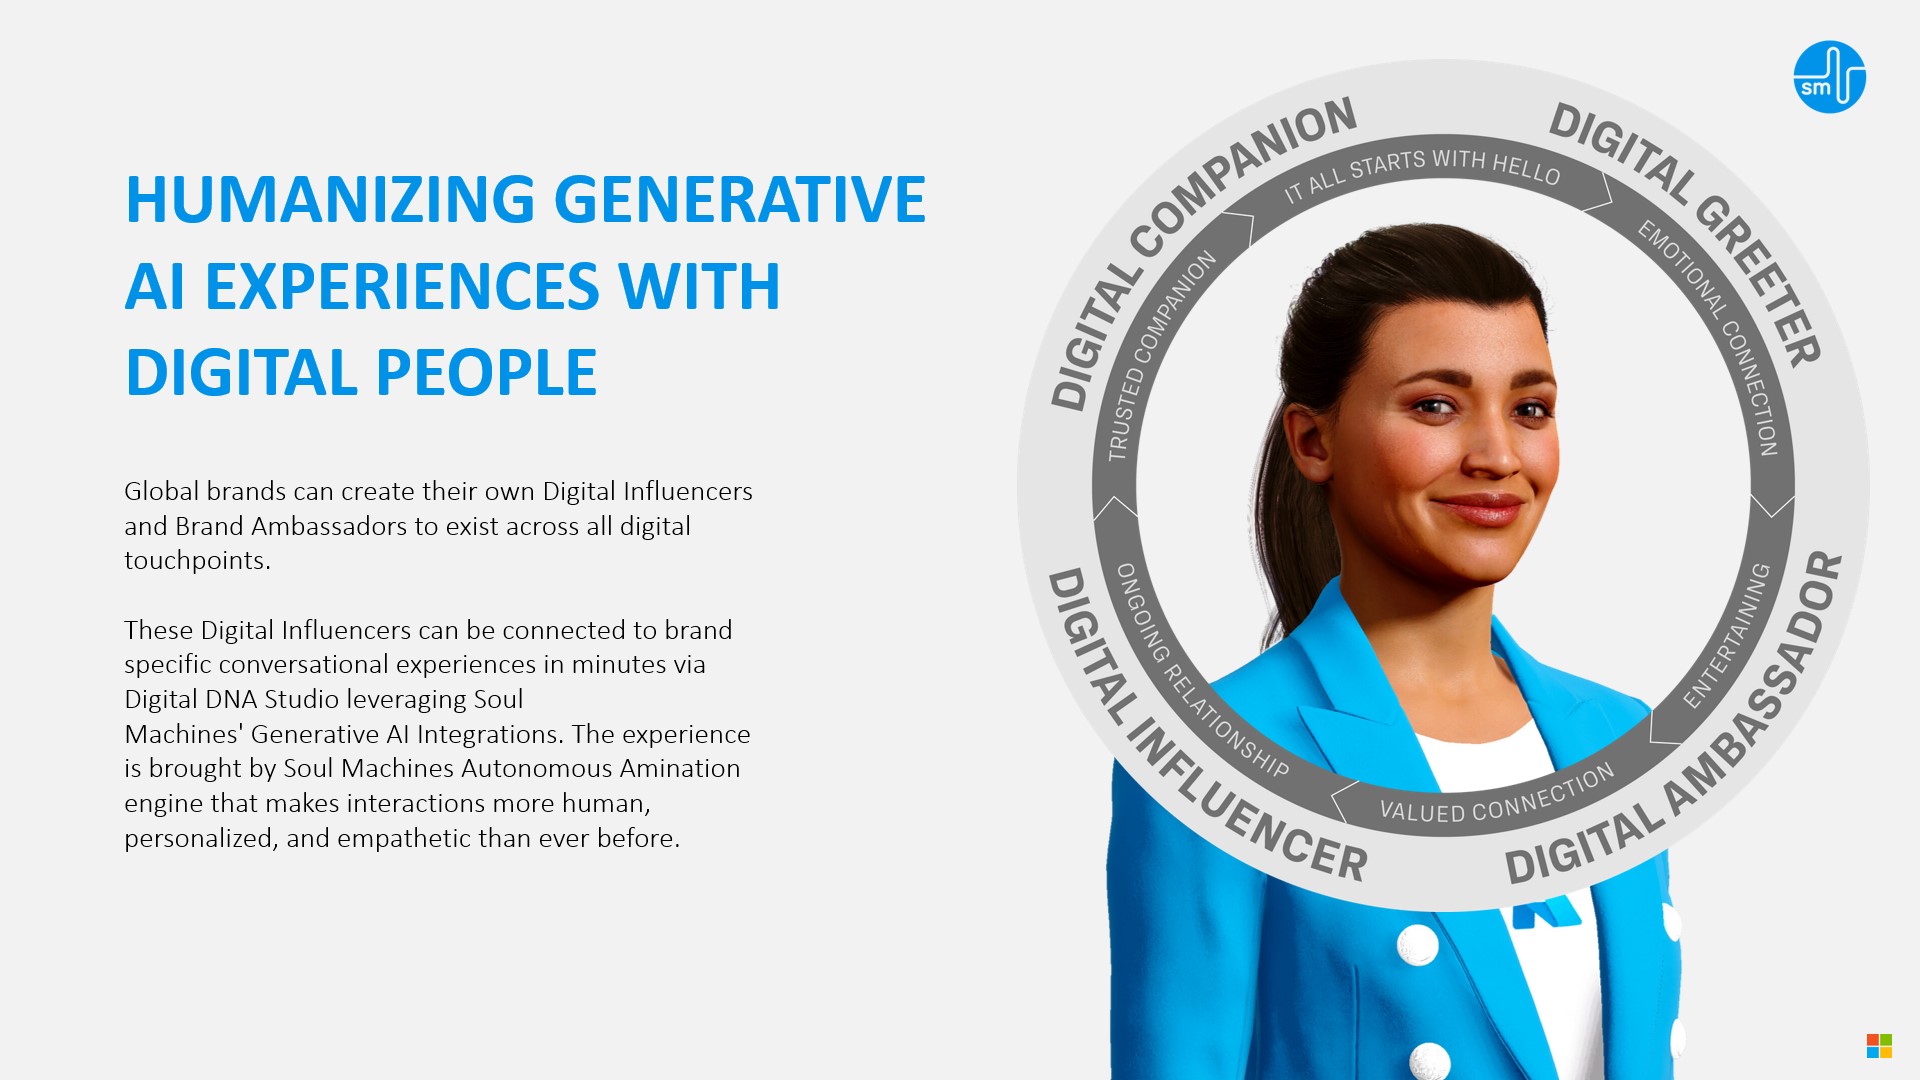 sm
HUMANIZING GENERATIVE
AI EXPERIENCES WITH
DIGITAL PEOPLE
Global brands can create their own Digital Influencers
and Brand Ambassadors to exist across all digital
touchpoints.
These Digital Influencers can be connected to brand
specific conversational experiences in minutes via
Digital DNA Studio leveraging Soul
Machines' Generative AI Integrations. The experience
is brought by Soul Machines Autonomous Amination
engine that makes interactions more human,
personalized, and empathetic than ever before.
DIGITAL COMPANION
DIGITAL GREETER
DIGITAL AMBASSADOR
DIGITAL INFLUENCER
IT ALL STARTS WITH HELLO
EMOTIONAL CONNECTION
ENTERTAINING
VALUED CONNECTION
ONGOING RELATIONSHIP
TRUSTED COMPANION